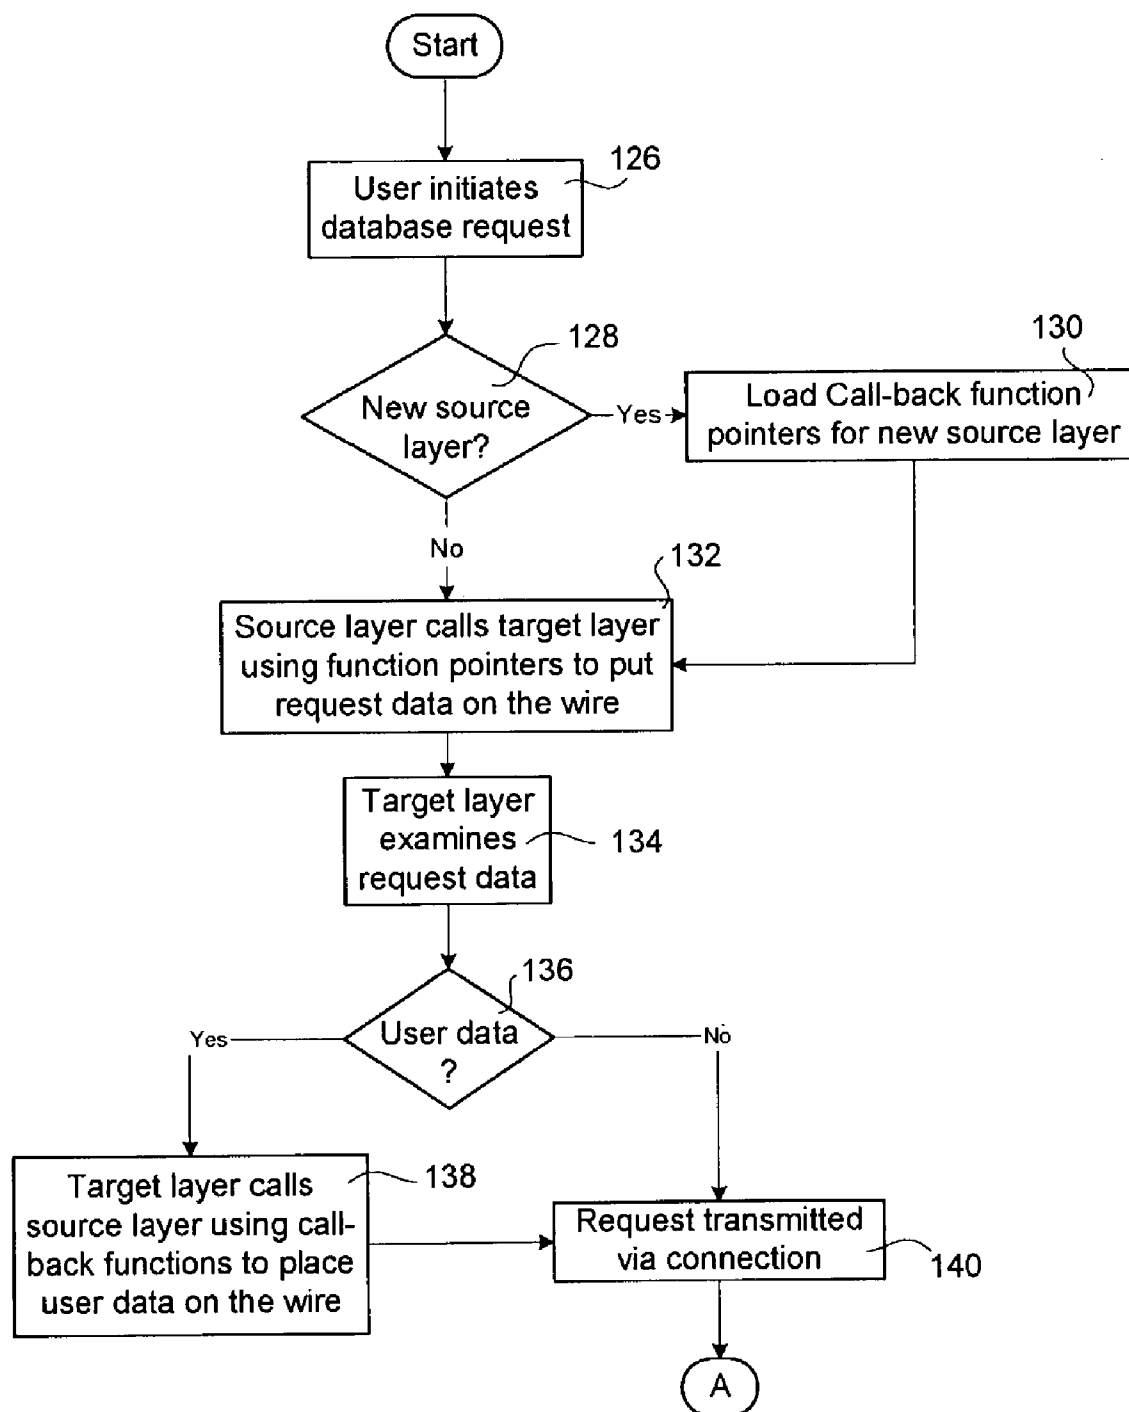 Start
126
User initiates
database request
128
New source
layer?
Yes
130
Load Call-back function
pointers for new source layer
No
132
Source layer calls target layer
using function pointers to put
request data on the wire
Target layer
examines
request data
134
136
User data
?
Yes
No
138
Target layer calls
source layer using call-
back functions to place
user data on the wire
Request transmitted
via connection
140
A